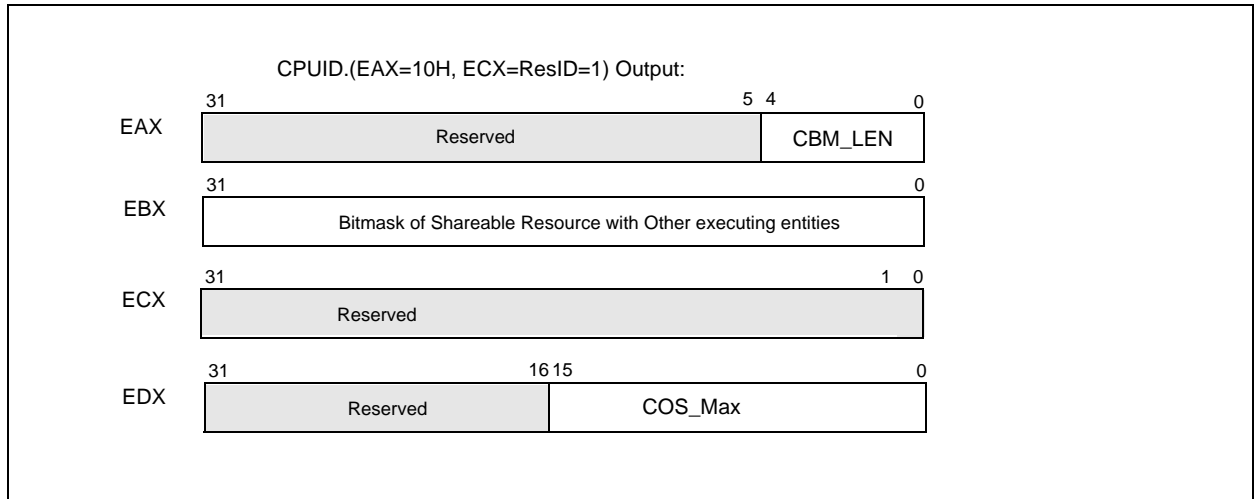 CPUID.(EAX=10H, ECX=ResID=1) Output:
31 5 4 0
EAX Reserved CBM_LEN
31 0
EBX Bitmask of Shareable Resource with Other executing entities
31 1 0
ECX Reserved
31 16 15 0
EDX Reserved COS_Max